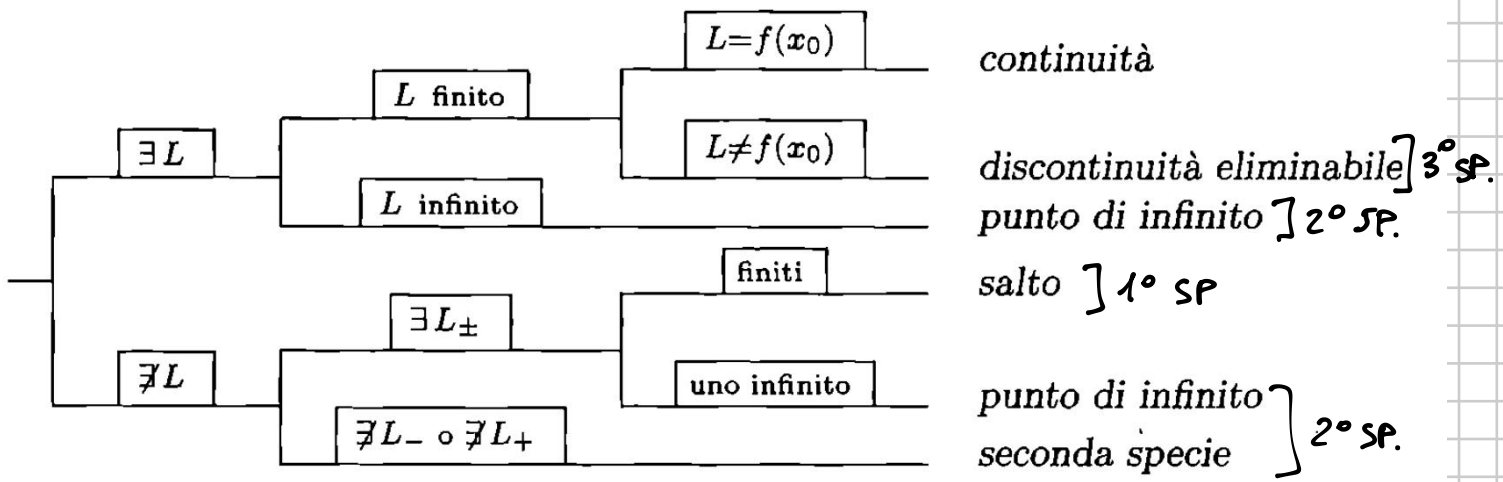 L=f(x₀)
continuità
L finito
L≠f(x₀)
∃ L
discontinuità eliminabile ] 3° SP.
L infinito
punto di infinito ] 2° SP.
finiti
salto ] 1° SP
∃ L±
∄ L
uno infinito
punto di infinito
∄ L₋ o ∄ L₊
seconda specie ] 2° SP.